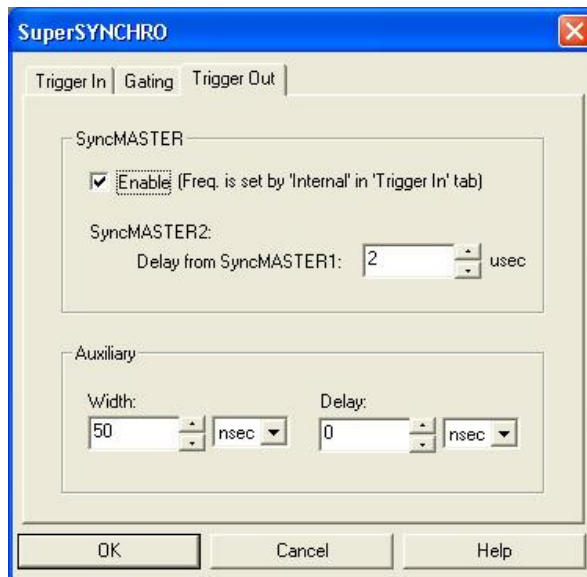 SuperSYNCHRO
Trigger In Gating Trigger Out
SyncMASTER
Enable (Freq. is set by 'Internal' in 'Trigger In' tab)
SyncMASTER2:
Delay from SyncMASTER1: 2 usec
Auxiliary
Width: Delay:
50 nsec 0 nsec
OK Cancel Help